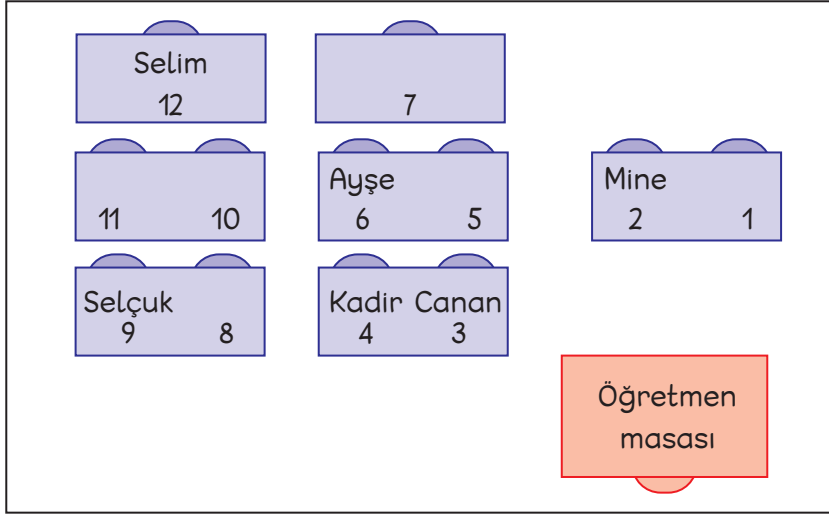 Selim
12
7
11 10
Ayşe
6 5
Mine
2 1
Selçuk
9 8
Kadir Canan
4 3
Öğretmen
masası